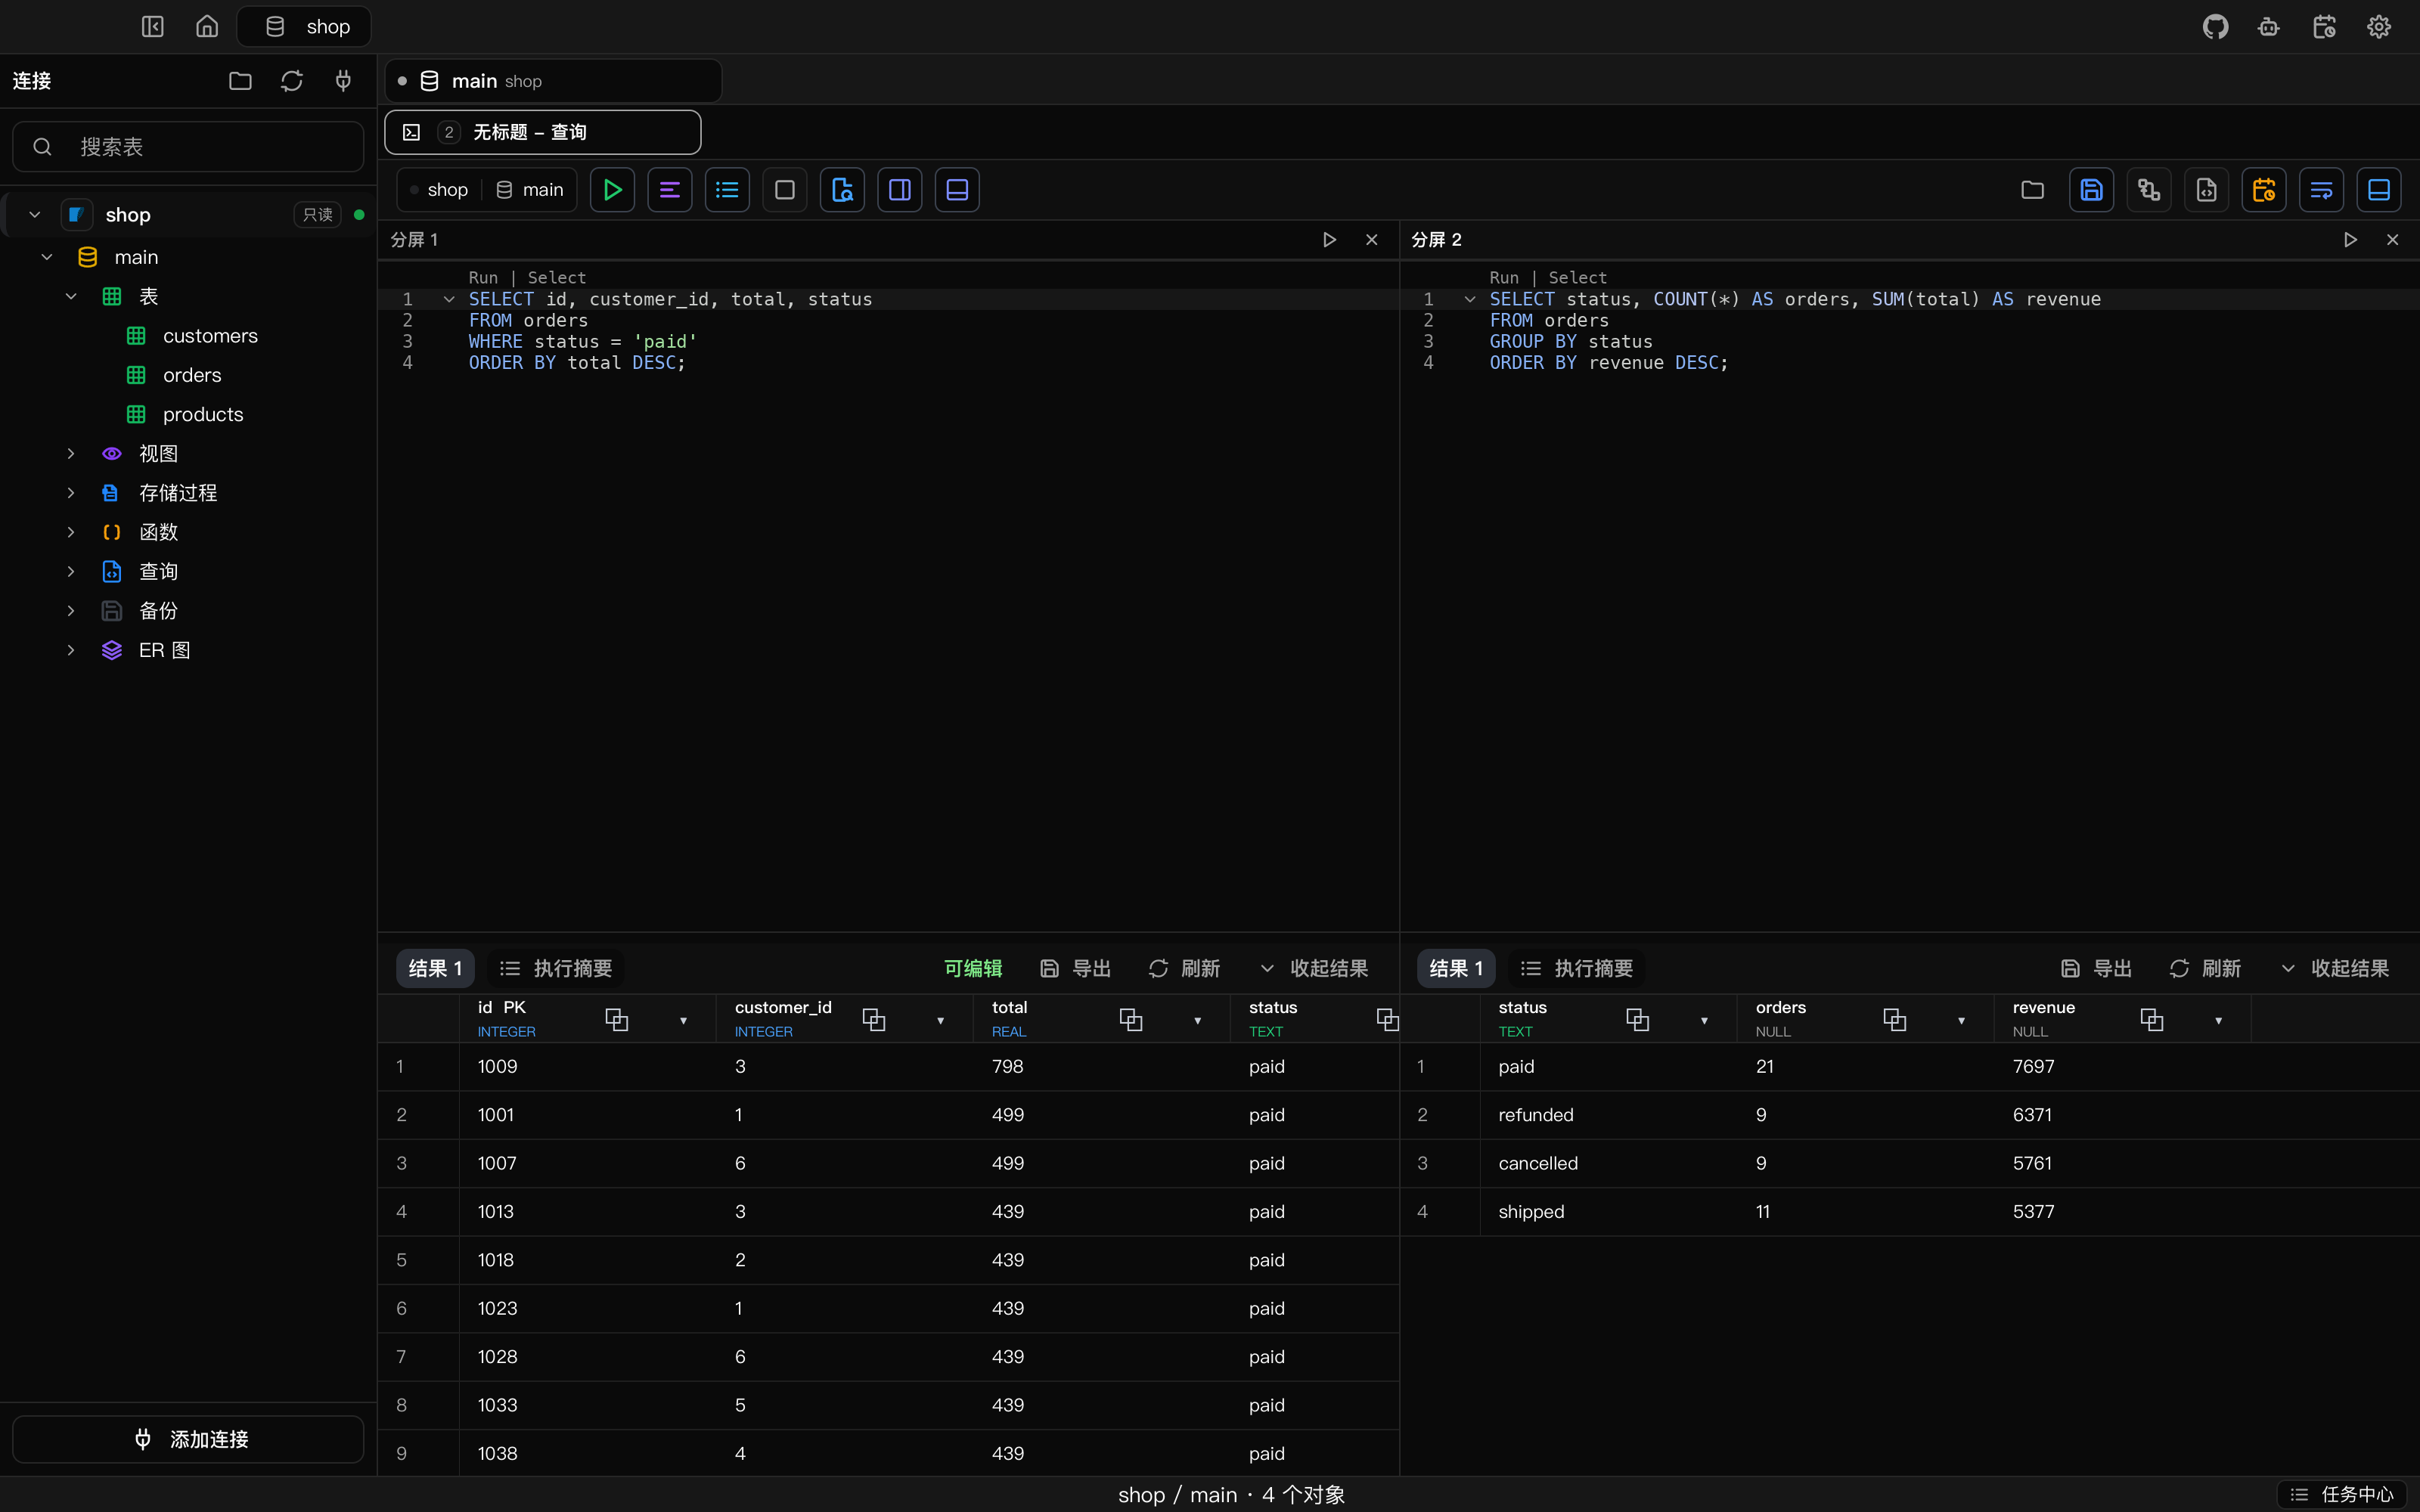 shop
连接
搜索表
shop 只读
main
表
customers
orders
products
视图
存储过程
函数
查询
备份
ER 图
添加连接
main shop
2 无标题 – 查询
shop main
分屏 1
Run | Select
1 SELECT id, customer_id, total, status
2 FROM orders
3 WHERE status = 'paid'
4 ORDER BY total DESC;
分屏 2
Run | Select
1 SELECT status, COUNT(*) AS orders, SUM(total) AS revenue
2 FROM orders
3 GROUP BY status
4 ORDER BY revenue DESC;
结果 1 执行摘要 可编辑 导出 刷新 收起结果
id PK customer_id total status
INTEGER INTEGER REAL TEXT
1 1009 3 798 paid
2 1001 1 499 paid
3 1007 6 499 paid
4 1013 3 439 paid
5 1018 2 439 paid
6 1023 1 439 paid
7 1028 6 439 paid
8 1033 5 439 paid
9 1038 4 439 paid
结果 1 执行摘要 导出 刷新 收起结果
status orders revenue
TEXT NULL NULL
1 paid 21 7697
2 refunded 9 6371
3 cancelled 9 5761
4 shipped 11 5377
shop / main · 4 个对象
任务中心